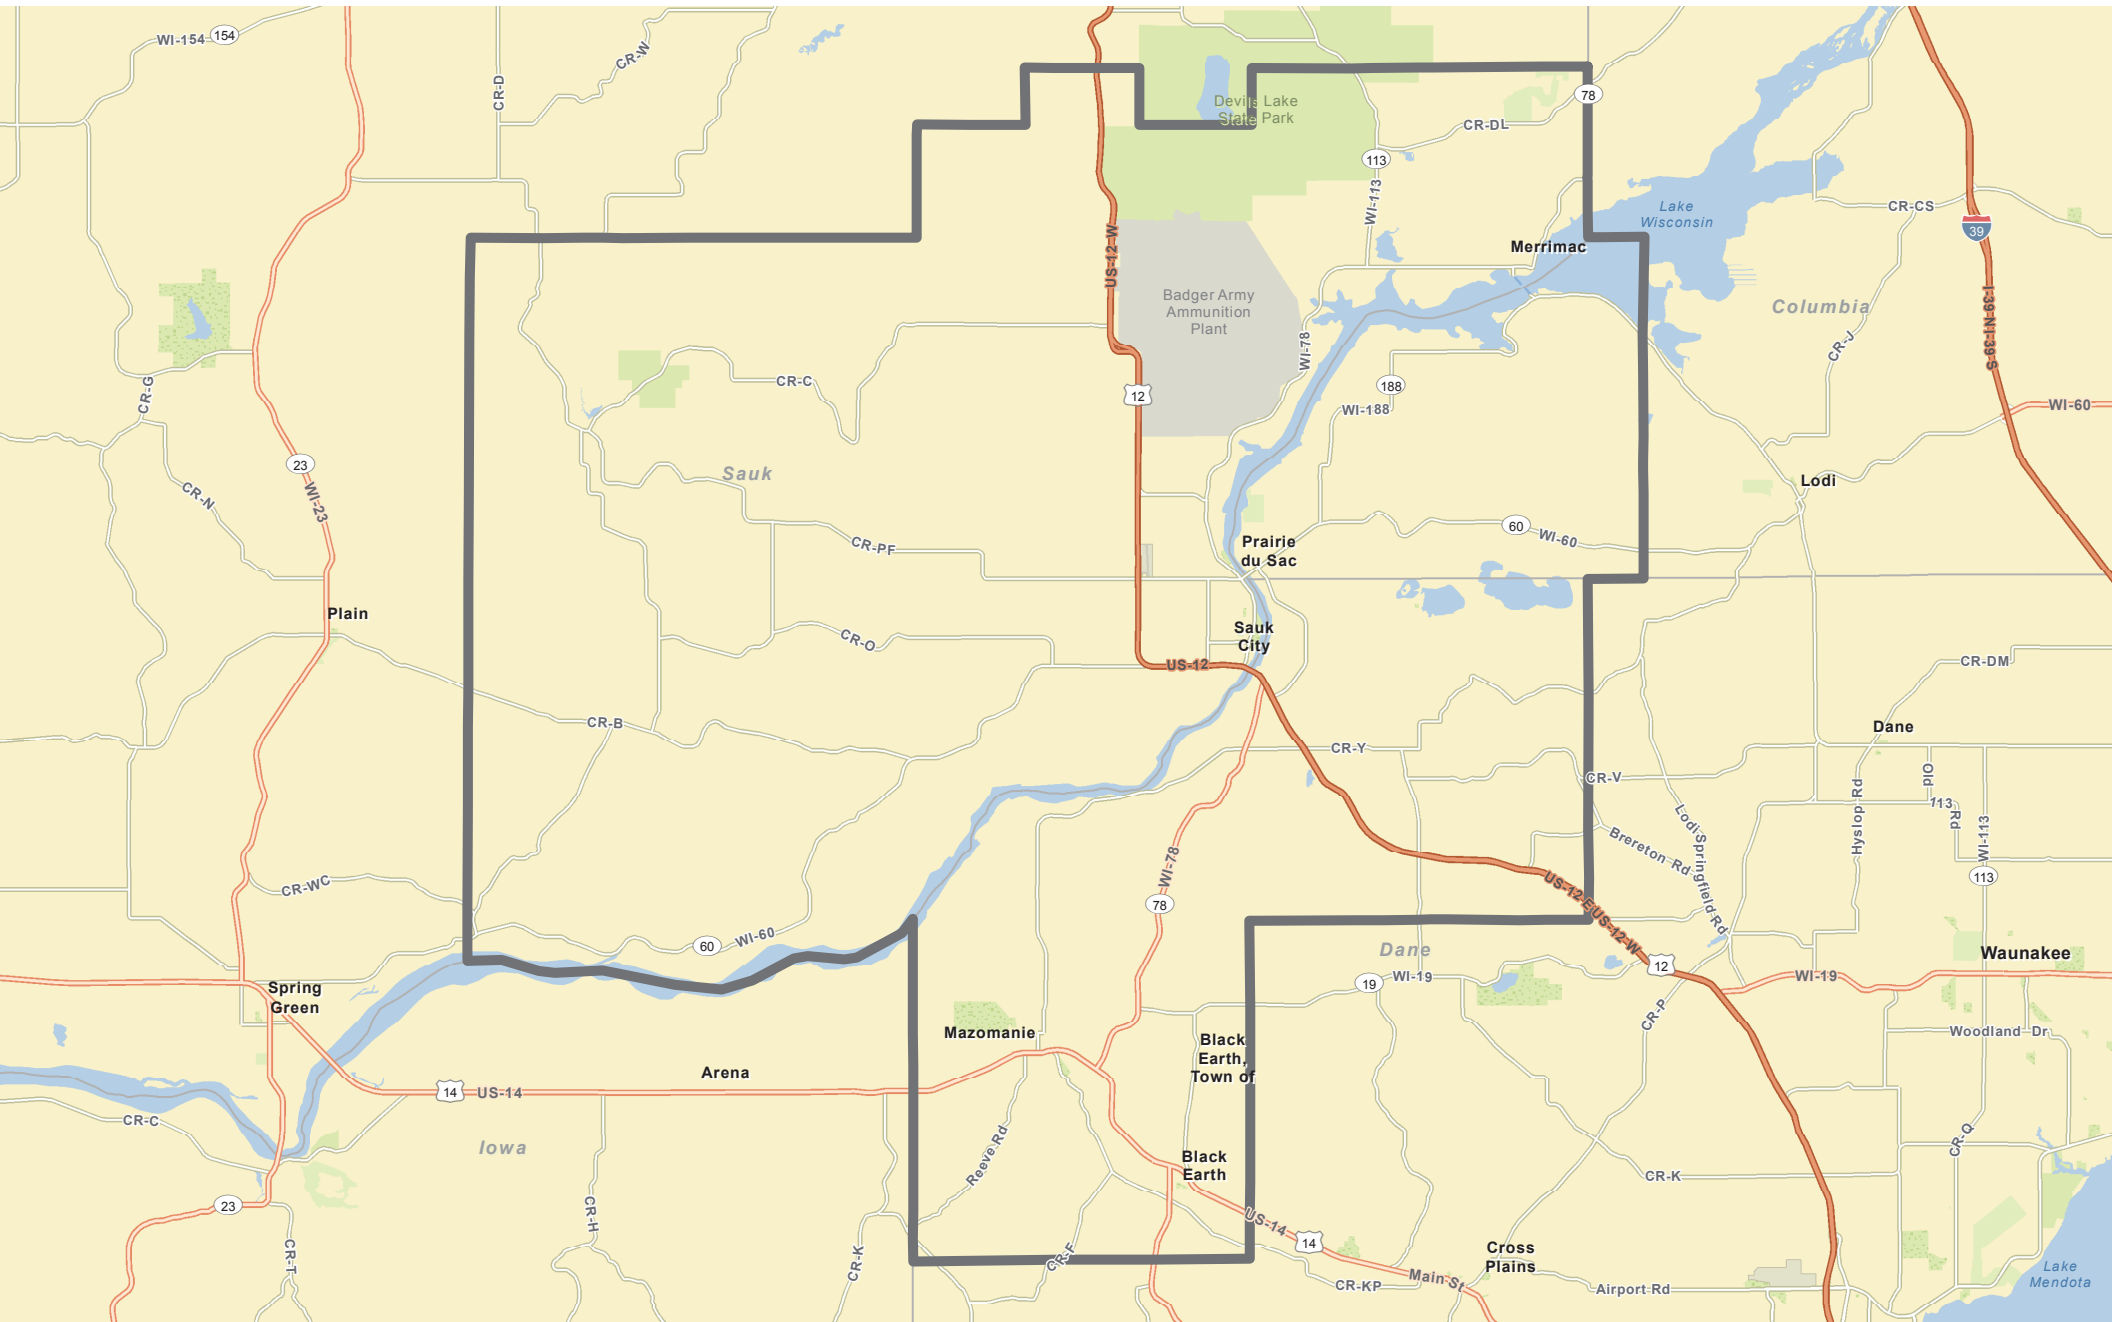 WI-154
154
CR-W
CR-D
Devils Lake
State Park
78
CR-DL
113
WI-113
Lake
Wisconsin
CR-CS
39
US-12 W
Merrimac
Badger Army
Ammunition
Plant
Columbia
I-39 N I-39 S
WI-78
CR-J
CR-G
CR-C
12
188
WI-188
WI-60
23
WI-23
CR-N
Sauk
Lodi
60
WI-60
CR-PF
Prairie
du Sac
Plain
CR-O
Sauk
City
US-12
CR-DM
CR-B
Dane
CR-Y
CR-V
Old
113
Rd
Hyslop Rd
WI-113
Lodi Springfield Rd
Brereton Rd
CR-WC
WI-78
78
US-12 E US-12 W
113
60
WI-60
Dane
12
Waunakee
WI-19
19
WI-19
Spring
Green
CR-P
Mazomanie
Black
Earth,
Town of
Woodland Dr
Arena
14
US-14
CR-C
Iowa
Reeve Rd
Black
Earth
CR-Q
CR-K
23
CR-H
US-14
14
CR-T
CR-K
CR-F
Cross
Plains
CR-KP
Main St
Airport Rd
Lake
Mendota